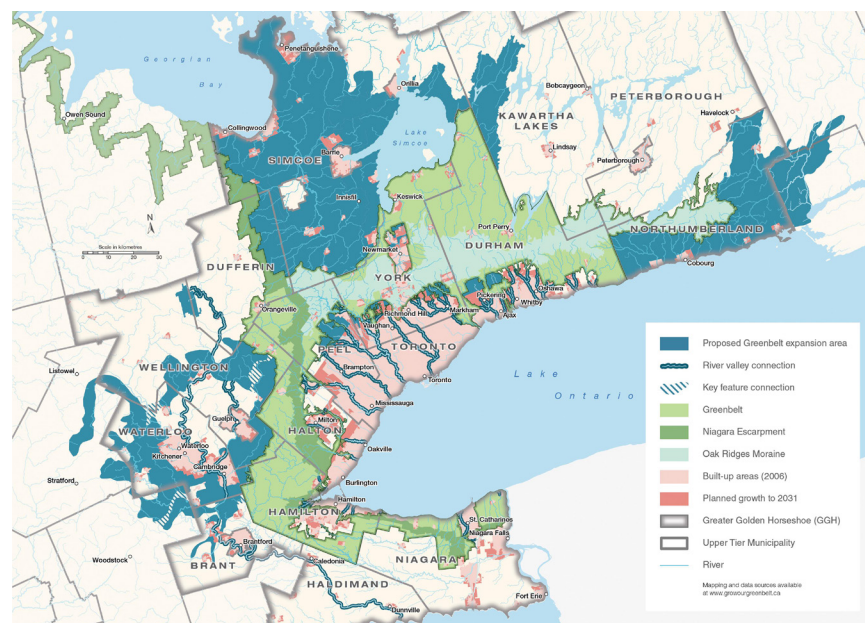 Georgian
Bay
Penetanguishene
Owen Sound
Collingwood
Orillia
Lake
Simcoe
Bobcaygeon
PETERBOROUGH
KAWARTHA
LAKES
Havelock
Lindsay
Peterborough
SIMCOE
Barrie
Innisfil
Keswick
N
Scale in kilometres
0 10 20 30 40 50
Port Perry
DURHAM
NORTHUMBERLAND
Cobourg
DUFFERIN
Newmarket
YORK
Orangeville
Pickering
Oshawa
Whitby
Ajax
Richmond Hill
Markham
Vaughan
PEEL
TORONTO
Toronto
Brampton
Mississauga
Lake
Ontario
WELLINGTON
Listowel
Guelph
WATERLOO
Waterloo
Kitchener
Cambridge
Milton
HALTON
Oakville
Burlington
Stratford
HAMILTON
Hamilton
St. Catharines
Niagara Falls
NIAGARA
Woodstock
Brantford
BRANT
Caledonia
HALDIMAND
Fort Erie
Dunnville
Proposed Greenbelt expansion area
River valley connection
Key feature connection
Greenbelt
Niagara Escarpment
Oak Ridges Moraine
Built-up areas (2006)
Planned growth to 2031
Greater Golden Horseshoe (GGH)
Upper Tier Municipality
River
Mapping and data sources available
at www.growourgreenbelt.ca